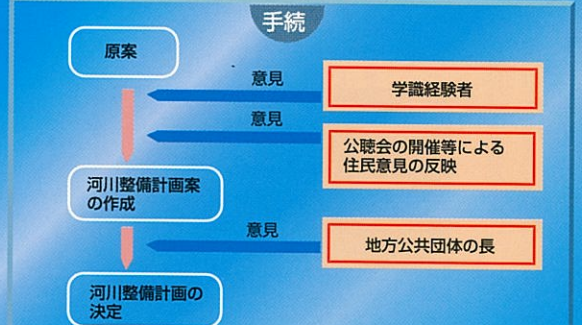 手続
原案
意見
学識経験者
意見
公聴会の開催等による
住民意見の反映
河川整備計画案
の作成
意見
地方公共団体の長
河川整備計画の
決定